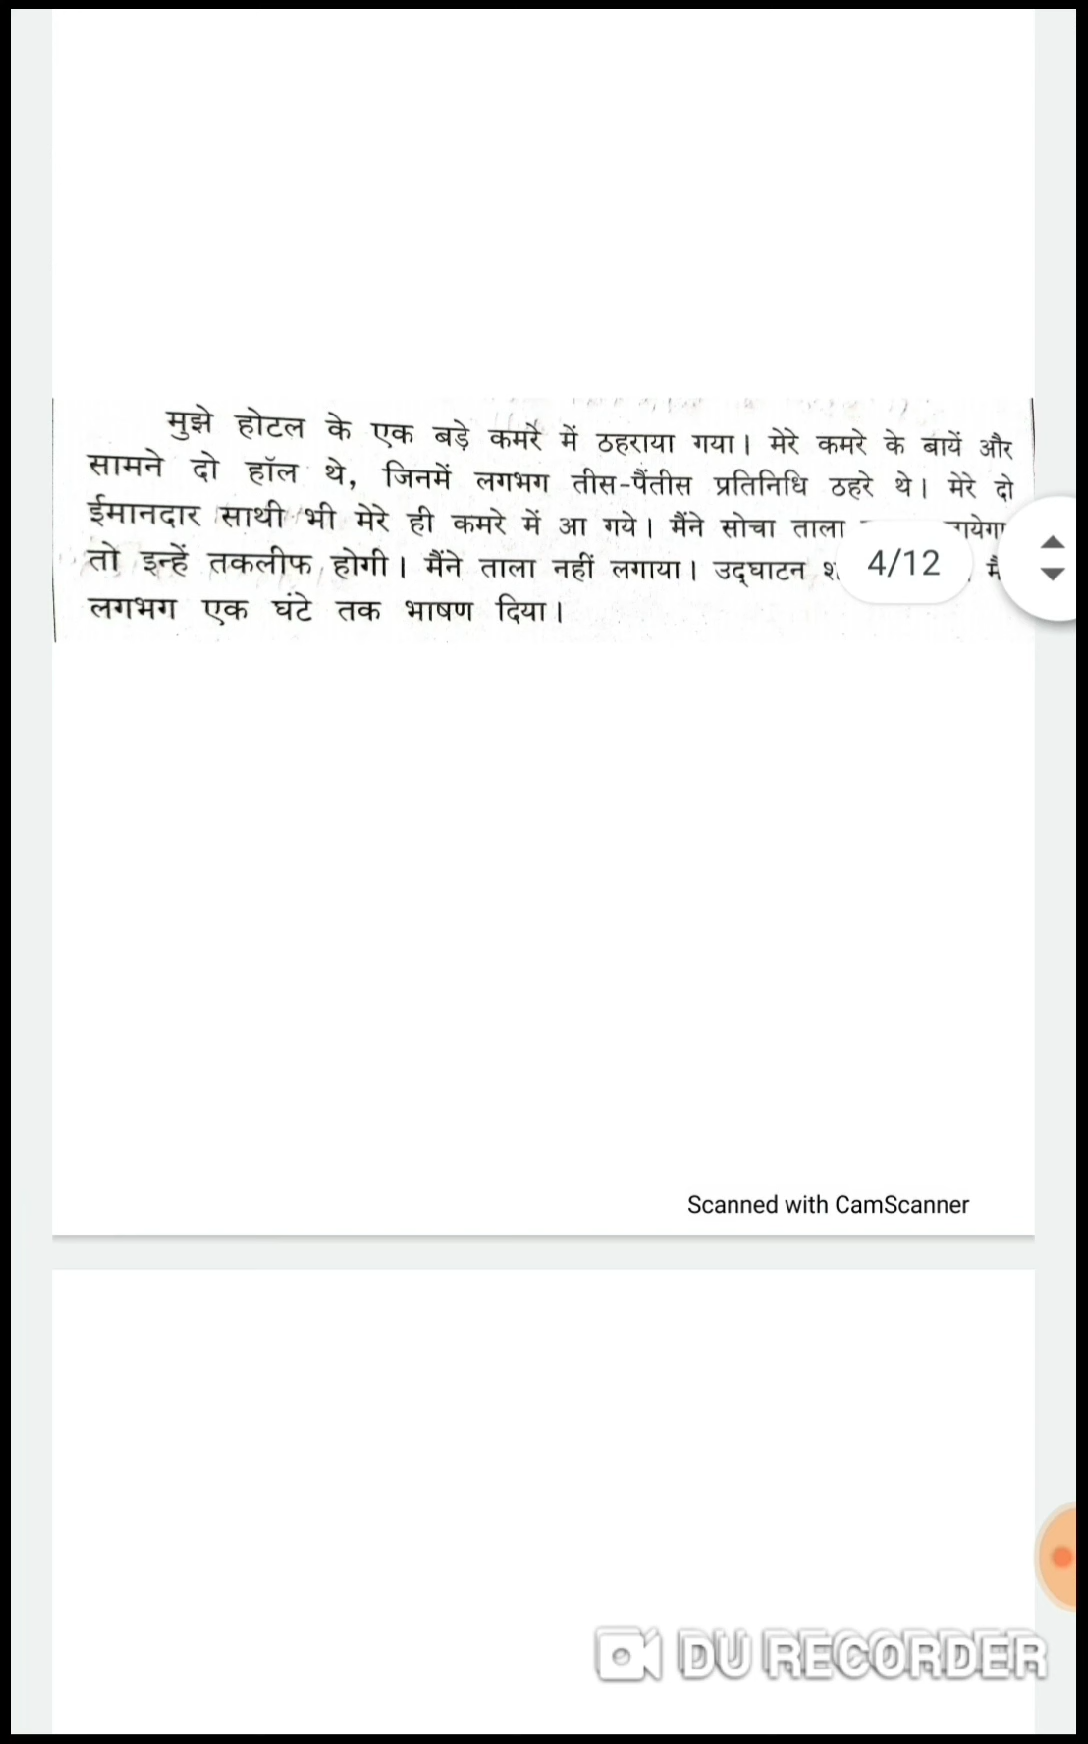 मुझे होटल के एक बड़े कमरे में ठहराया गया। मेरे कमरे के बायें और
सामने दो हॉल थे, जिनमें लगभग तीस-पैंतीस प्रतिनिधि ठहरे थे। मेरे दो
ईमानदार साथी भी मेरे ही कमरे में आ गये। मैंने सोचा ताला
तो इन्हें तकलीफ होगी। मैंने ताला नहीं लगाया। उद्घाटन
4/12
लगभग एक घंटे तक भाषण दिया।
Scanned with CamScanner
DU RECORDER